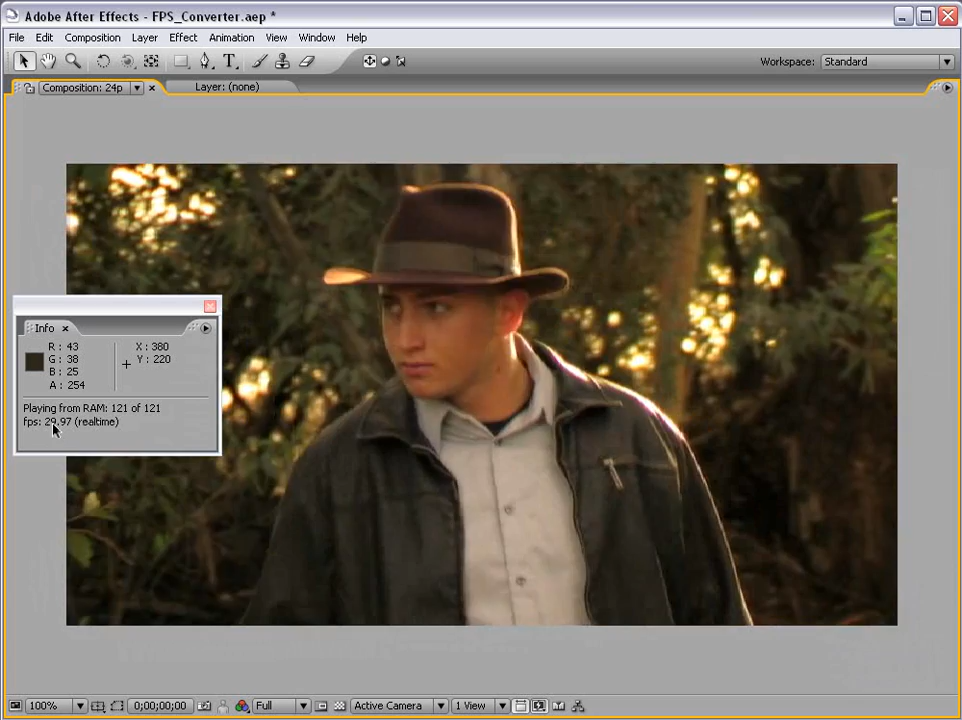 Adobe After Effects - FPS_Converter.aep *
File Edit Composition Layer Effect Animation View Window Help
Workspace: Standard
Composition: 24p Layer: (none)
Info
R : 43 X : 380
G : 38 Y : 220
B : 25
A : 254
Playing from RAM: 121 of 121
fps: 29.97 (realtime)
100% 0;00;00;00 Full Active Camera 1 View